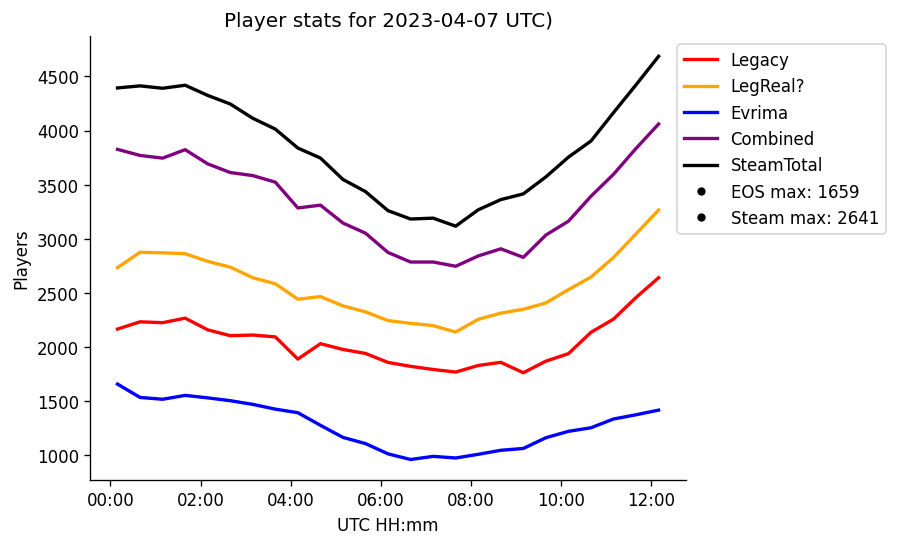 Player stats for 2023-04-07 UTC)
Players
4500
4000
3500
3000
2500
2000
1500
1000
00:00 02:00 04:00 06:00 08:00 10:00 12:00
UTC HH:mm
Legacy
LegReal?
Evrima
Combined
SteamTotal
EOS max: 1659
Steam max: 2641